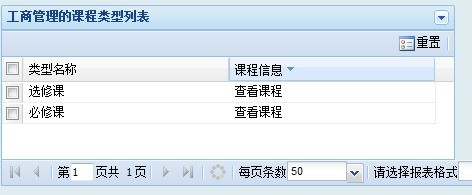 工商管理的课程类型列表
重置
类型名称 课程信息
选修课 查看课程
必修课 查看课程
第 1 页共 1 页 每页条数 50 请选择报表格式